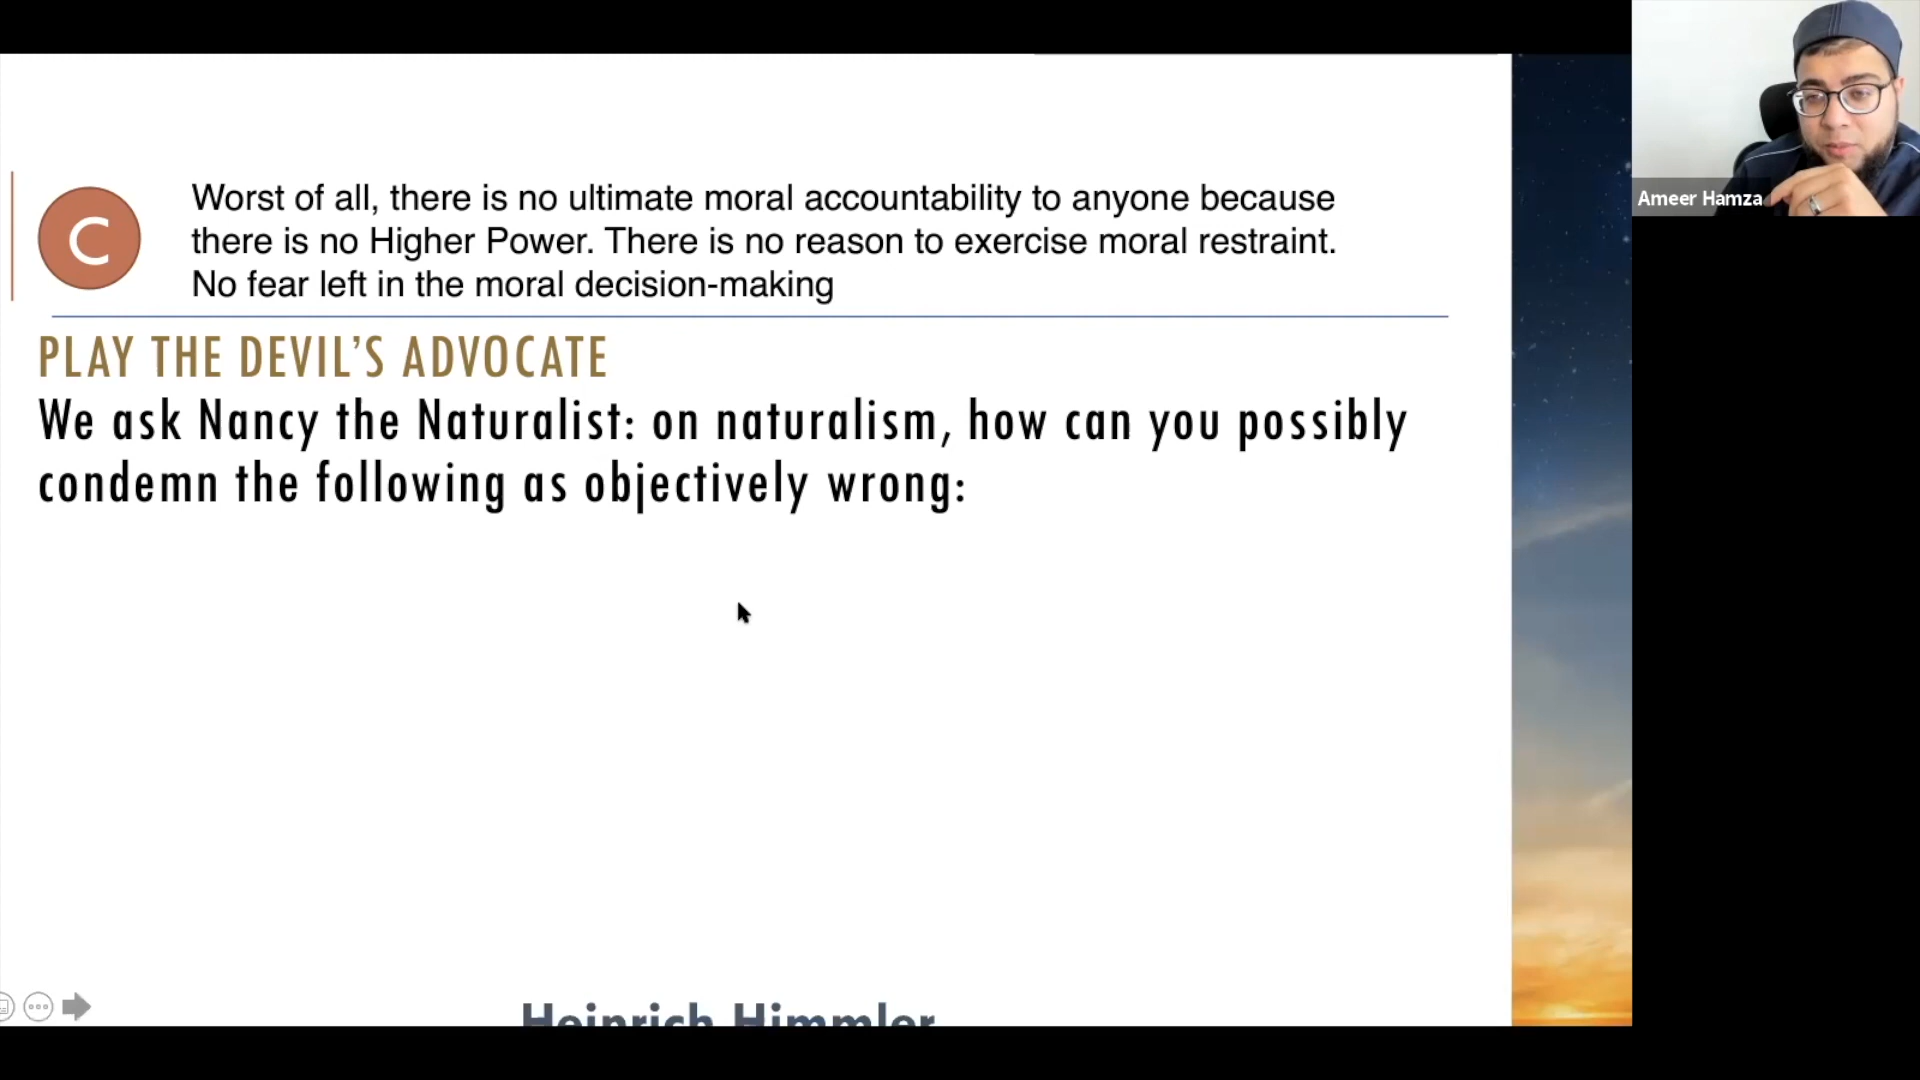 C
Worst of all, there is no ultimate moral accountability to anyone because
there is no Higher Power. There is no reason to exercise moral restraint.
No fear left in the moral decision-making
PLAY THE DEVIL’S ADVOCATE
We ask Nancy the Naturalist: on naturalism, how can you possibly
condemn the following as objectively wrong:
Heinrich Himmler
Ameer Hamza